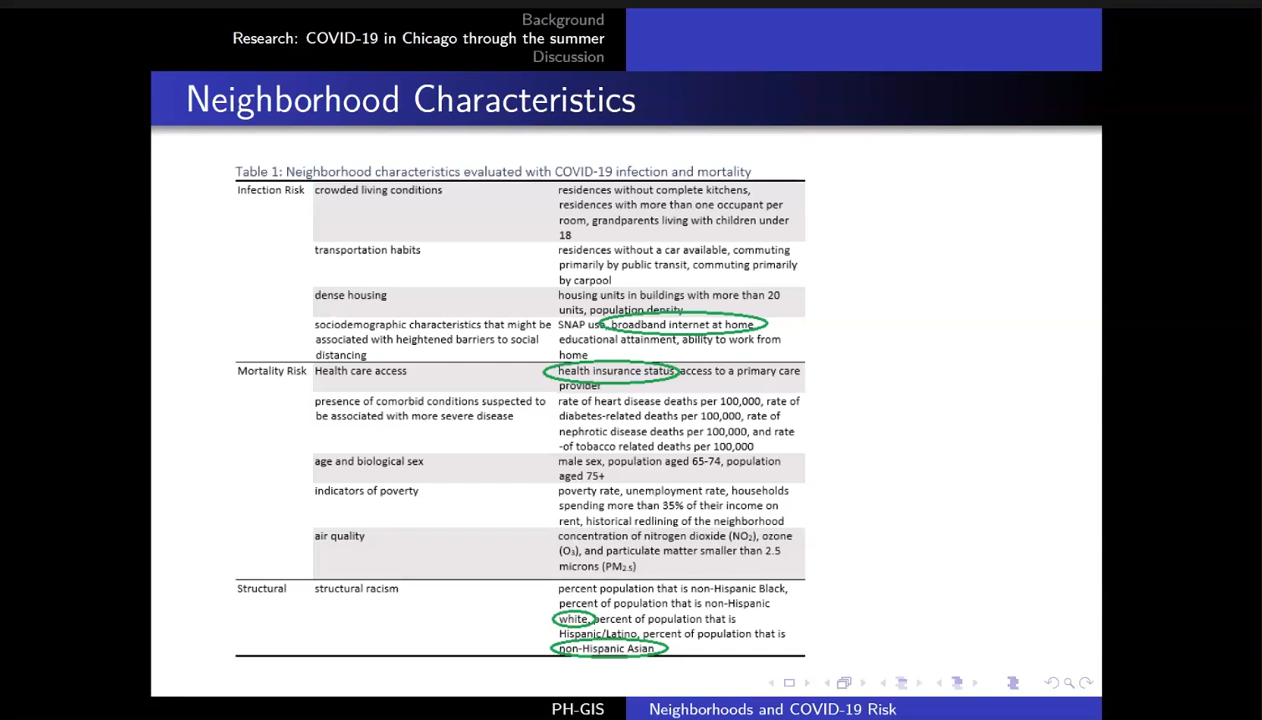 Background
Research: COVID-19 in Chicago through the summer
Discussion
Neighborhood Characteristics
Table 1: Neighborhood characteristics evaluated with COVID-19 infection and mortality
Infection Risk crowded living conditions residences without complete kitchens,
residences with more than one occupant per
room, grandparents living with children under
18
transportation habits residences without a car available, commuting
primarily by public transit, commuting primarily
by carpool
dense housing housing units in buildings with more than 20
units, population density
sociodemographic characteristics that might be SNAP use, broadband internet at home,
associated with heightened barriers to social educational attainment, ability to work from
distancing home
Mortality Risk Health care access health insurance status, access to a primary care
provider
presence of comorbid conditions suspected to rate of heart disease deaths per 100,000, rate of
be associated with more severe disease diabetes-related deaths per 100,000, rate of
nephrotic disease deaths per 100,000, and rate
-of tobacco related deaths per 100,000
age and biological sex male sex, population aged 65-74, population
aged 75+
indicators of poverty poverty rate, unemployment rate, households
spending more than 35% of their income on
rent, historical redlining of the neighborhood
air quality concentration of nitrogen dioxide (NO₂), ozone
(O₃), and particulate matter smaller than 2.5
microns (PM₂.₅)
Structural structural racism percent population that is non-Hispanic Black,
percent of population that is non-Hispanic
white, percent of population that is
Hispanic/Latino, percent of population that is
non-Hispanic Asian
PH-GIS Neighborhoods and COVID-19 Risk